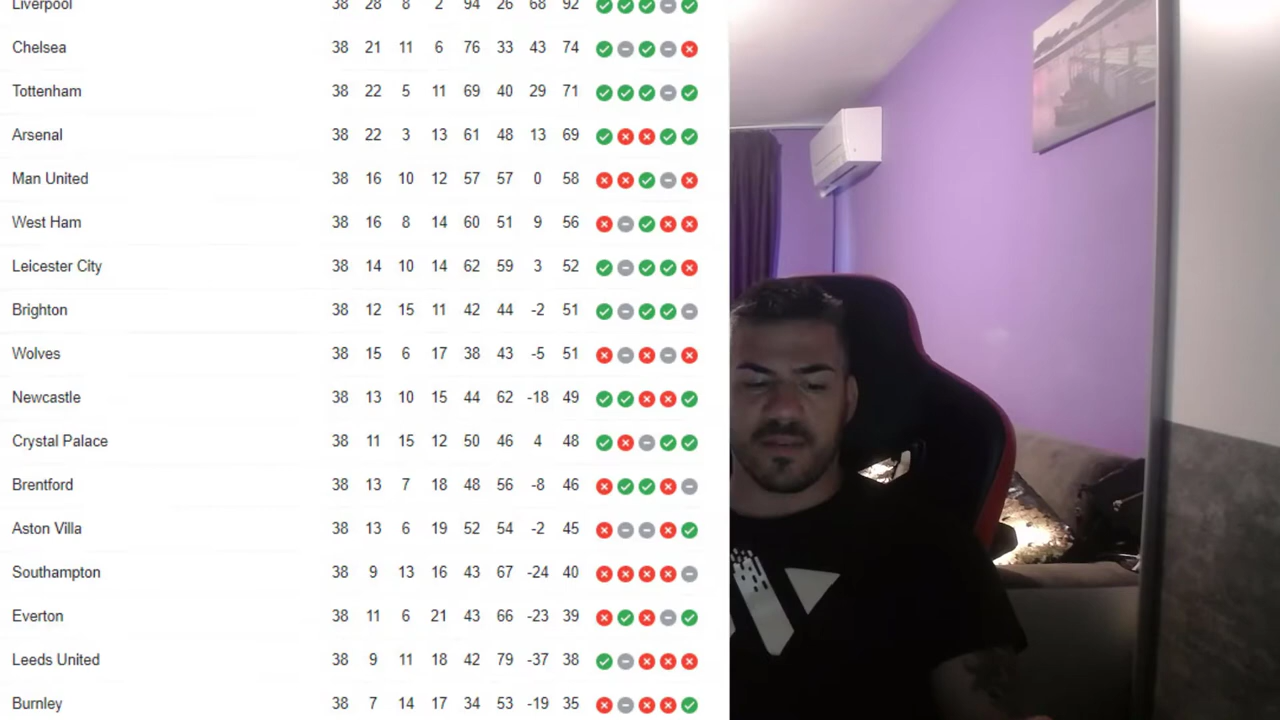 Liverpool 38 28 8 2 94 26 68 92
Chelsea 38 21 11 6 76 33 43 74
Tottenham 38 22 5 11 69 40 29 71
Arsenal 38 22 3 13 61 48 13 69
Man United 38 16 10 12 57 57 0 58
West Ham 38 16 8 14 60 51 9 56
Leicester City 38 14 10 14 62 59 3 52
Brighton 38 12 15 11 42 44 -2 51
Wolves 38 15 6 17 38 43 -5 51
Newcastle 38 13 10 15 44 62 -18 49
Crystal Palace 38 11 15 12 50 46 4 48
Brentford 38 13 7 18 48 56 -8 46
Aston Villa 38 13 6 19 52 54 -2 45
Southampton 38 9 13 16 43 67 -24 40
Everton 38 11 6 21 43 66 -23 39
Leeds United 38 9 11 18 42 79 -37 38
Burnley 38 7 14 17 34 53 -19 35